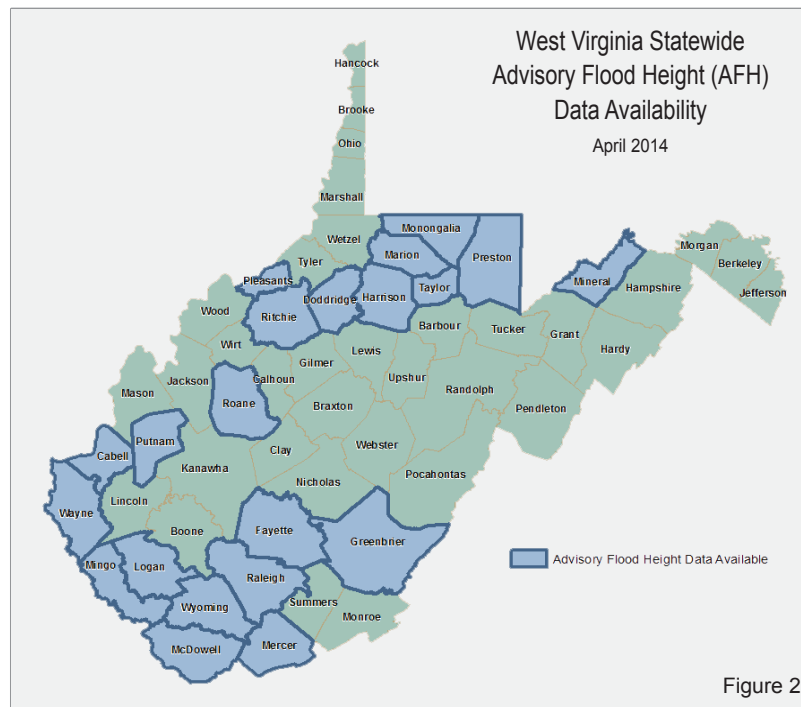 West Virginia Statewide
Advisory Flood Height (AFH)
Data Availability
April 2014
Hancock
Brooke
Ohio
Marshall
Wetzel
Monongalia
Marion
Preston
Tyler
Pleasants
Doddridge
Harrison
Taylor
Ritchie
Mineral
Morgan
Berkeley
Jefferson
Hampshire
Wood
Wirt
Barbour
Tucker
Grant
Hardy
Lewis
Gilmer
Upshur
Calhoun
Jackson
Mason
Roane
Braxton
Randolph
Pendleton
Putnam
Cabell
Clay
Webster
Kanawha
Nicholas
Pocahontas
Lincoln
Wayne
Boone
Fayette
Greenbrier
Mingo
Logan
Raleigh
Wyoming
Summers
Monroe
McDowell
Mercer
Advisory Flood Height Data Available
Figure 2